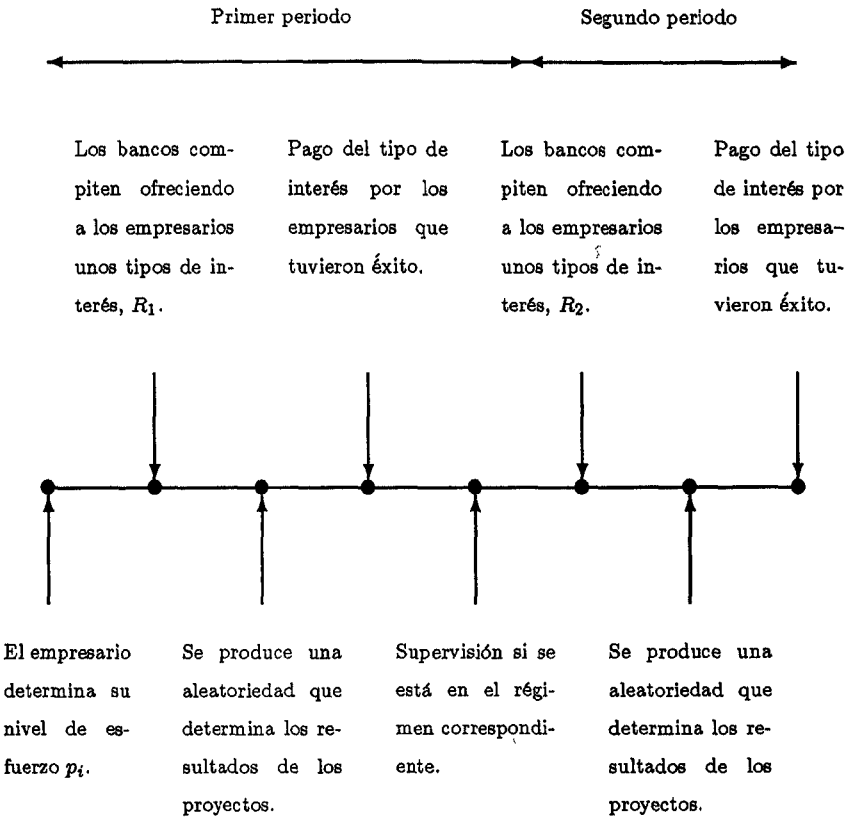 Primer periodo
Segundo periodo
Los bancos com-
piten ofreciendo
a los empresarios
unos tipos de in-
terés, R₁.
Pago del tipo de
interés por los
empresarios que
tuvieron éxito.
Los bancos com-
piten ofreciendo
a los empresarios
unos tipos de in-
terés, R₂.
Pago del tipo
de interés por
los empresa-
rios que tu-
vieron éxito.
El empresario
determina su
nivel de es-
fuerzo pᵢ.
Se produce una
aleatoriedad que
determina los re-
sultados de los
proyectos.
Supervisión si se
está en el régi-
men correspondi-
ente.
Se produce una
aleatoriedad que
determina los re-
sultados de los
proyectos.